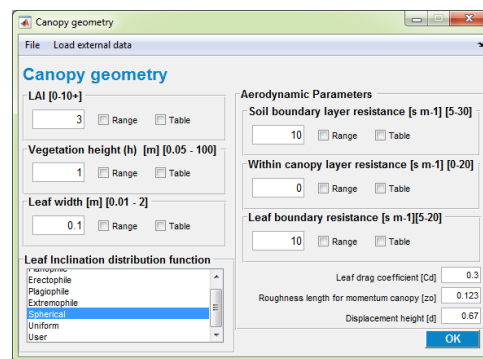 Canopy geometry
File Load external data
Canopy geometry
LAI [0-10+]
3 Range Table
Vegetation height (h) [m] [0.05 - 100]
1 Range Table
Leaf width [m] [0.01 - 2]
0.1 Range Table
Leaf Inclination distribution function
Planophile
Erectophile
Plagiophile
Extremophile
Spherical
Uniform
User
Aerodynamic Parameters
Soil boundary layer resistance [s m-1] [5-30]
10 Range Table
Within canopy layer resistance [s m-1] [0-20]
0 Range Table
Leaf boundary resistance [s m-1][5-20]
10 Range Table
Leaf drag coefficient [Cd] 0.3
Roughness length for momentum canopy [zo] 0.123
Displacement height [d] 0.67
OK